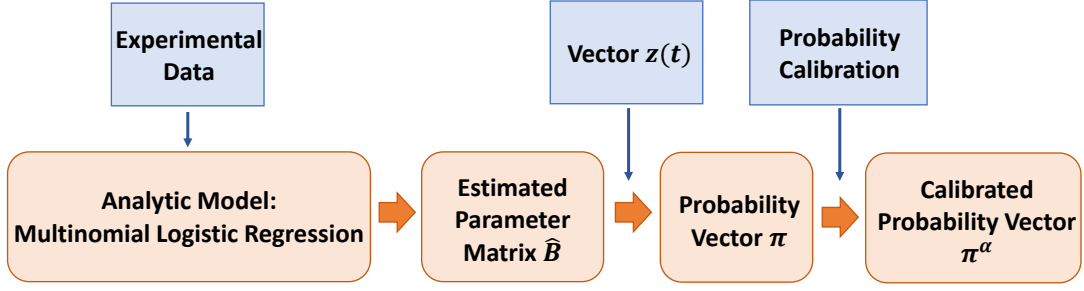 Experimental
Data
Vector z(t)
Probability
Calibration
Analytic Model:
Multinomial Logistic Regression
Estimated
Parameter
Matrix B̂
Probability
Vector π
Calibrated
Probability Vector
π^α